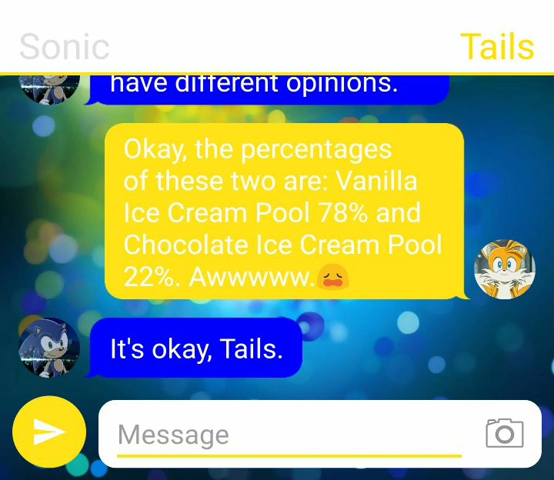 Sonic
Tails
have different opinions.
Okay, the percentages
of these two are: Vanilla
Ice Cream Pool 78% and
Chocolate Ice Cream Pool
22%. Awwwww.😩
It's okay, Tails.
Message